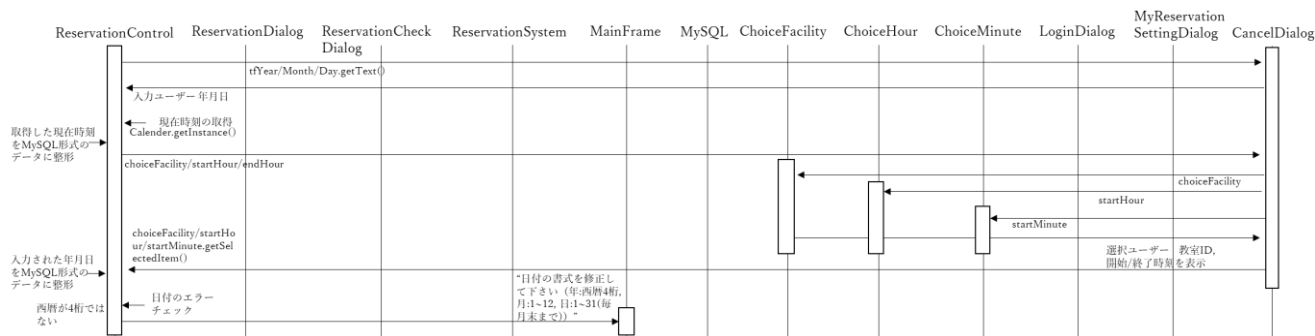 ReservationControl
ReservationDialog
ReservationCheck
Dialog
ReservationSystem
MainFrame
MySQL
ChoiceFacility
ChoiceHour
ChoiceMinute
LoginDialog
MyReservation
SettingDialog
CancelDialog
tfYear/Month/Day.getText()
入力ユーザー 年月日
現在時刻の取得
Calender.getInstance()
取得した現在時刻
をMySQL形式の
データに整形
choiceFacility/startHour/endHour
choiceFacility
startHour
startMinute
選択ユーザー 教室ID,
開始/終了時刻を表示
choiceFacility/startHo
ur/startMinute.getSel
ectedItem()
入力された年月日
をMySQL形式の
データに整形
日付のエラー
チェック
西暦が4桁では
ない
"日付の書式を修正し
て下さい（年:西暦4桁,
月:1~12, 日:1~31(毎
月末まで)）"